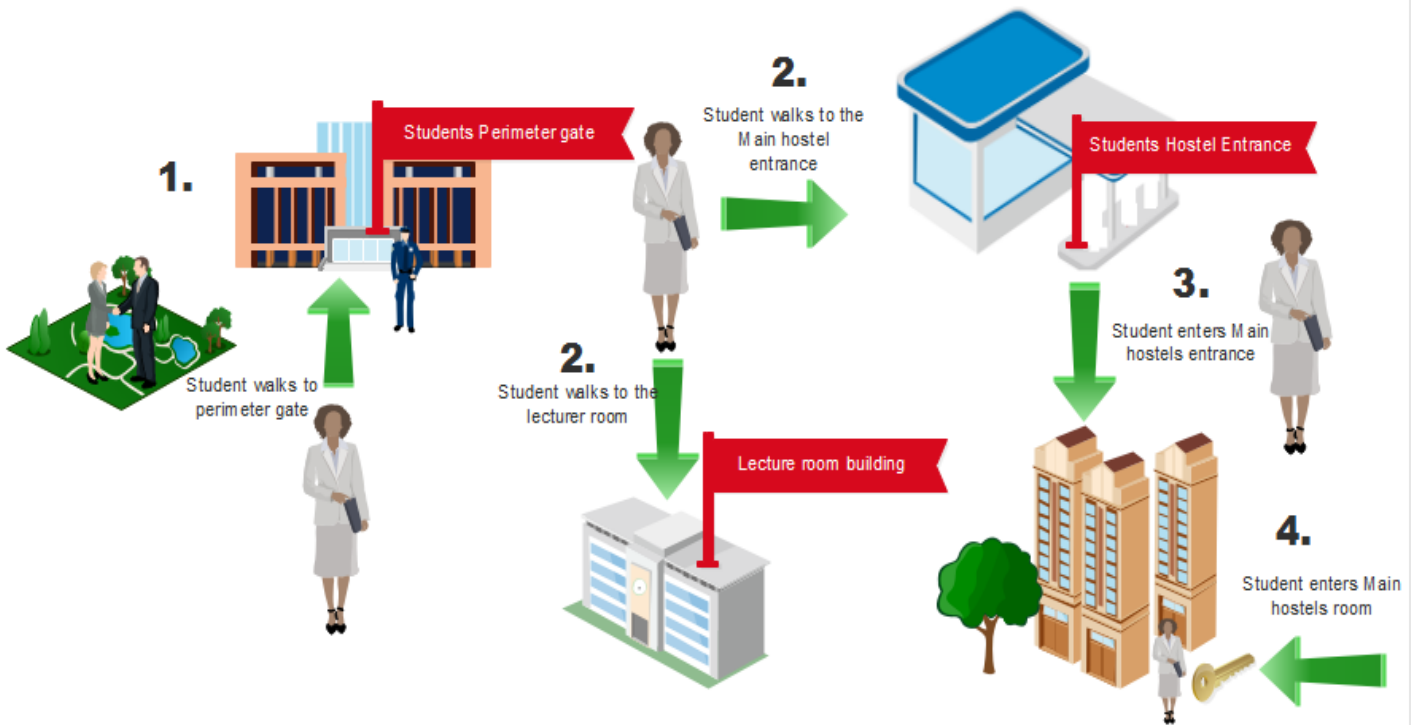 1.
Students Perimeter gate
Student walks to
perimeter gate
2.
Student walks to the
Main hostel
entrance
Students Hostel Entrance
2.
Student walks to the
lecturer room
Lecture room building
3.
Student enters Main
hostels entrance
4.
Student enters Main
hostels room